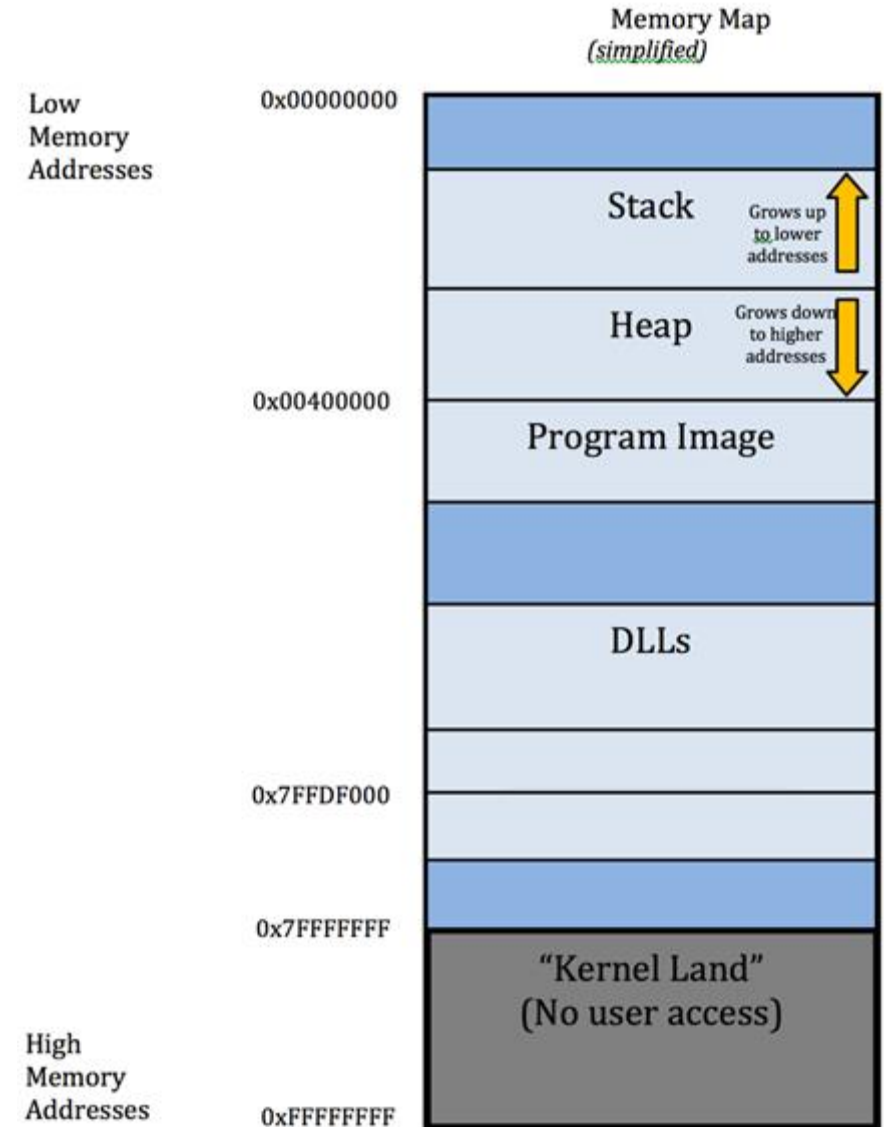 Memory Map
(simplified)
Low
Memory
Addresses
0x00000000
Stack
Grows up
to lower
addresses
Heap
Grows down
to higher
addresses
0x00400000
Program Image
DLLs
0x7FFDF000
0x7FFFFFFF
“Kernel Land”
(No user access)
High
Memory
Addresses
0xFFFFFFFF